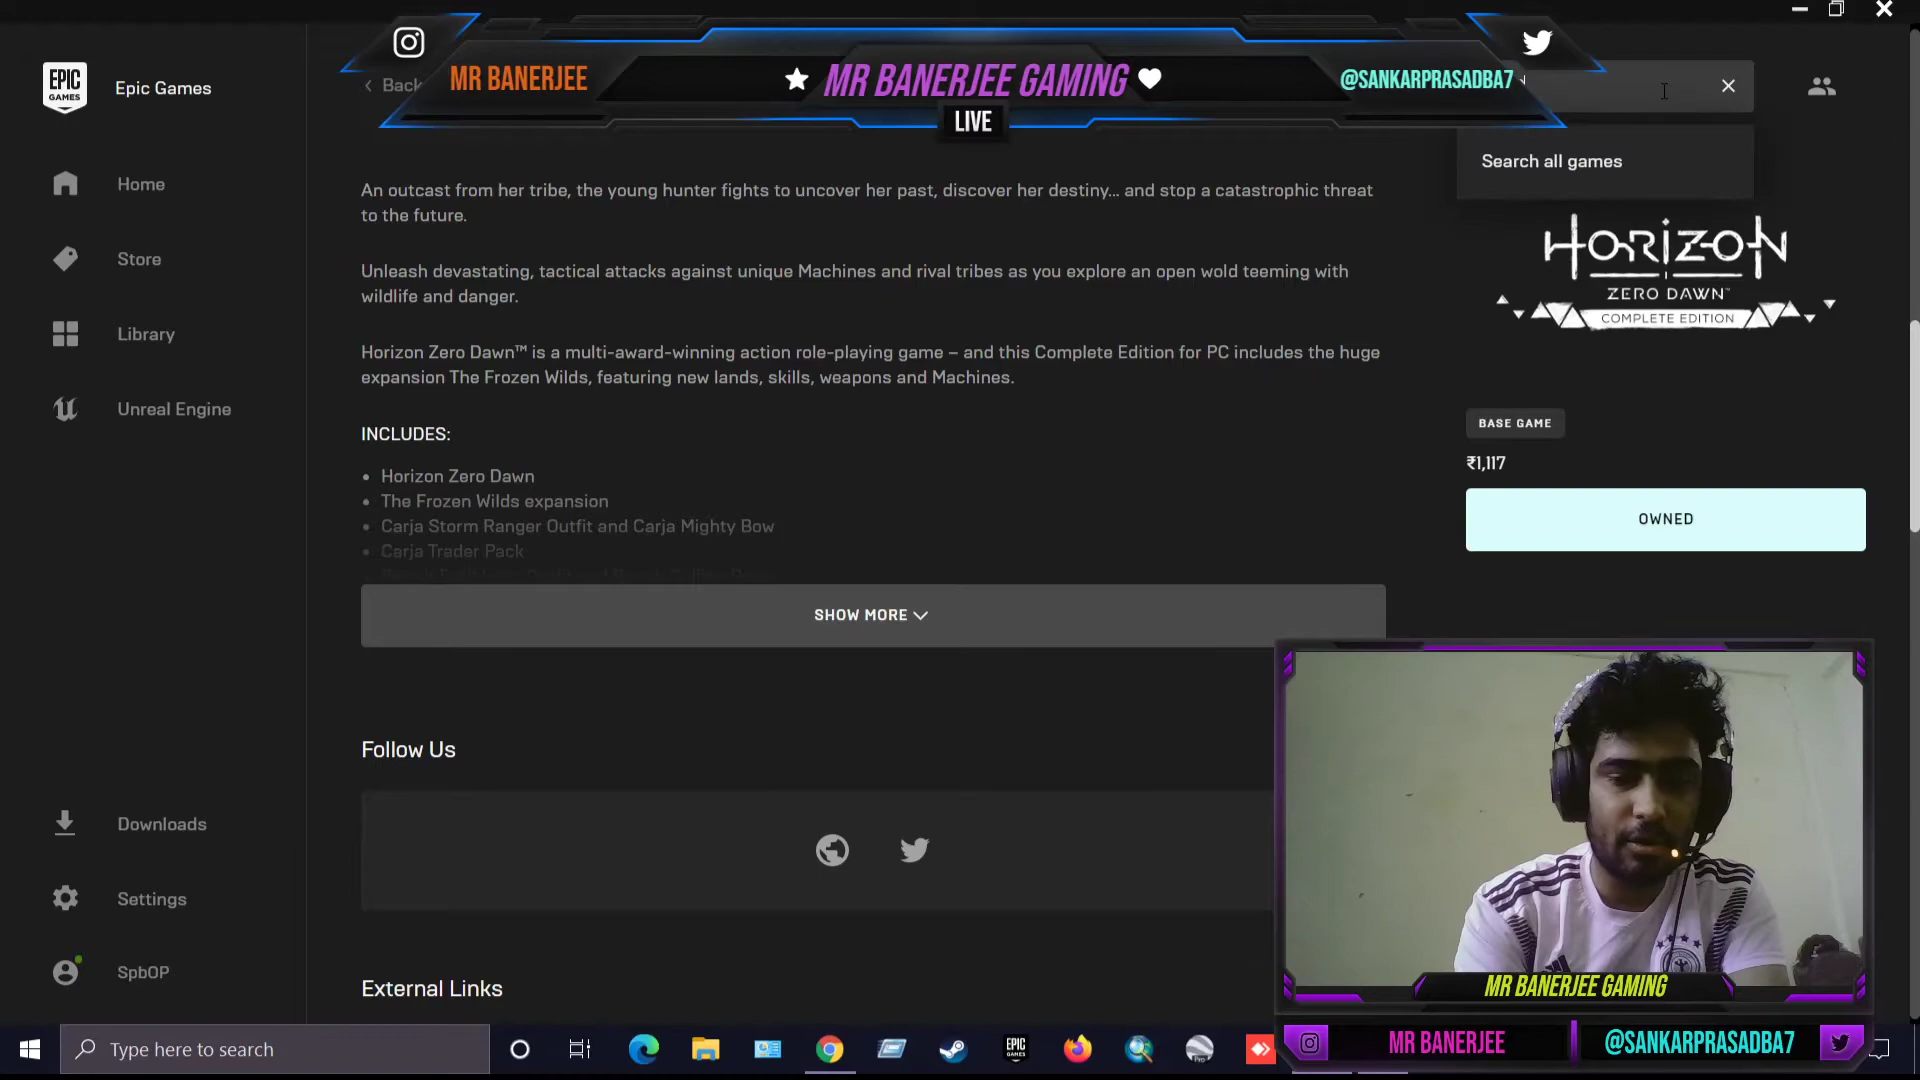 MR BANERJEE
MR BANERJEE GAMING
@SANKARPRASADBA7
LIVE
EPIC GAMES
Epic Games
Back
Search all games
Home
Store
Library
Unreal Engine
Downloads
Settings
SpbOP
An outcast from her tribe, the young hunter fights to uncover her past, discover her destiny... and stop a catastrophic threat
to the future.
Unleash devastating, tactical attacks against unique Machines and rival tribes as you explore an open wold teeming with
wildlife and danger.
Horizon Zero Dawn™ is a multi-award-winning action role-playing game – and this Complete Edition for PC includes the huge
expansion The Frozen Wilds, featuring new lands, skills, weapons and Machines.
INCLUDES:
• Horizon Zero Dawn
• The Frozen Wilds expansion
• Carja Storm Ranger Outfit and Carja Mighty Bow
• Carja Trader Pack
SHOW MORE
Follow Us
External Links
HORIZON
ZERO DAWN™
COMPLETE EDITION
BASE GAME
₹1,117
OWNED
MR BANERJEE GAMING
MR BANERJEE
@SANKARPRASADBA7
Type here to search
EPIC GAMES
Pro